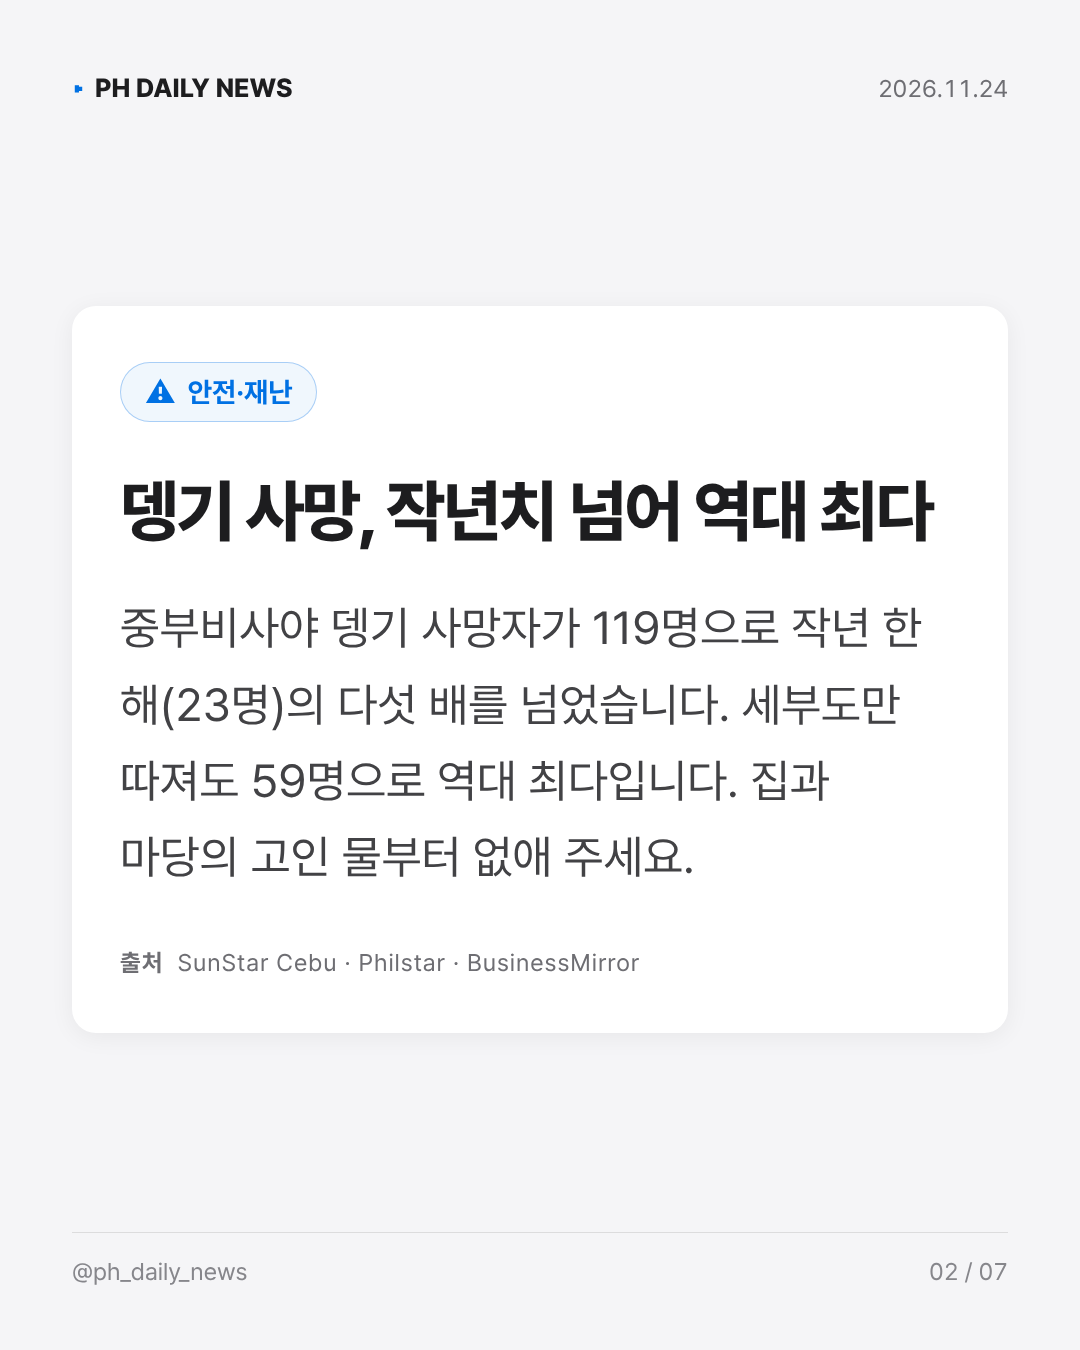 PH DAILY NEWS
2026.11.24
안전·재난
뎅기 사망, 작년치 넘어 역대 최다
중부비사야 뎅기 사망자가 119명으로 작년 한
해(23명)의 다섯 배를 넘었습니다. 세부도만
따져도 59명으로 역대 최다입니다. 집과
마당의 고인 물부터 없애 주세요.
출처 SunStar Cebu · Philstar · BusinessMirror
@ph_daily_news
02 / 07